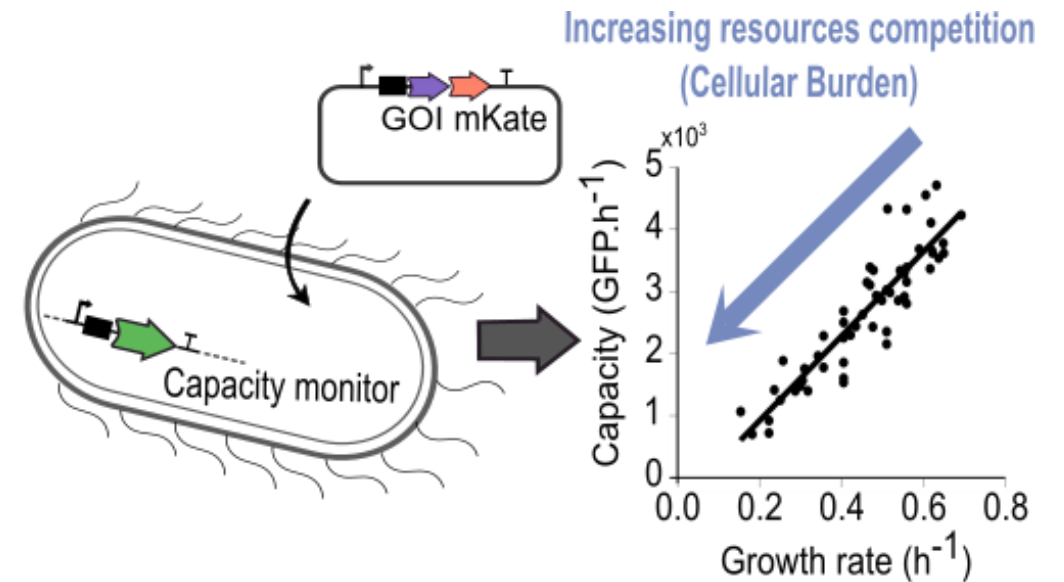 Increasing resources competition
(Cellular Burden)
GOI mKate
Capacity monitor
×10³
5
4
3
2
1
0
Capacity (GFP.h⁻¹)
0.0 0.2 0.4 0.6 0.8
Growth rate (h⁻¹)